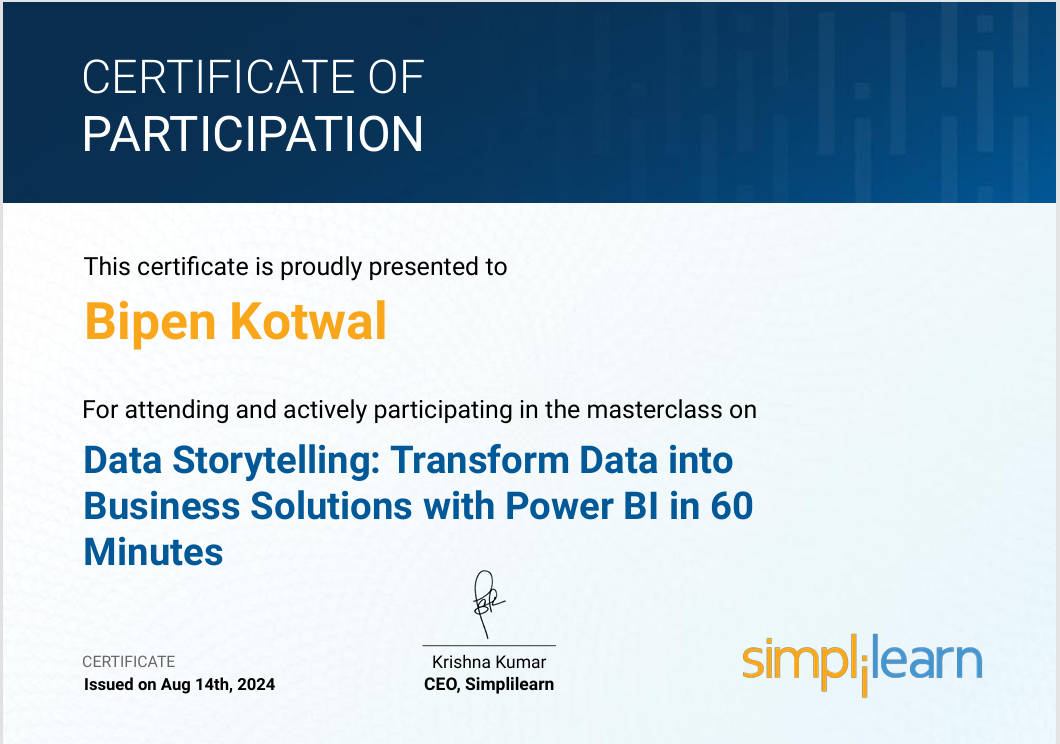 CERTIFICATE OF
PARTICIPATION
This certificate is proudly presented to
Bipen Kotwal
For attending and actively participating in the masterclass on
Data Storytelling: Transform Data into
Business Solutions with Power BI in 60
Minutes
CERTIFICATE
Issued on Aug 14th, 2024
Krishna Kumar
CEO, Simplilearn
simplilearn